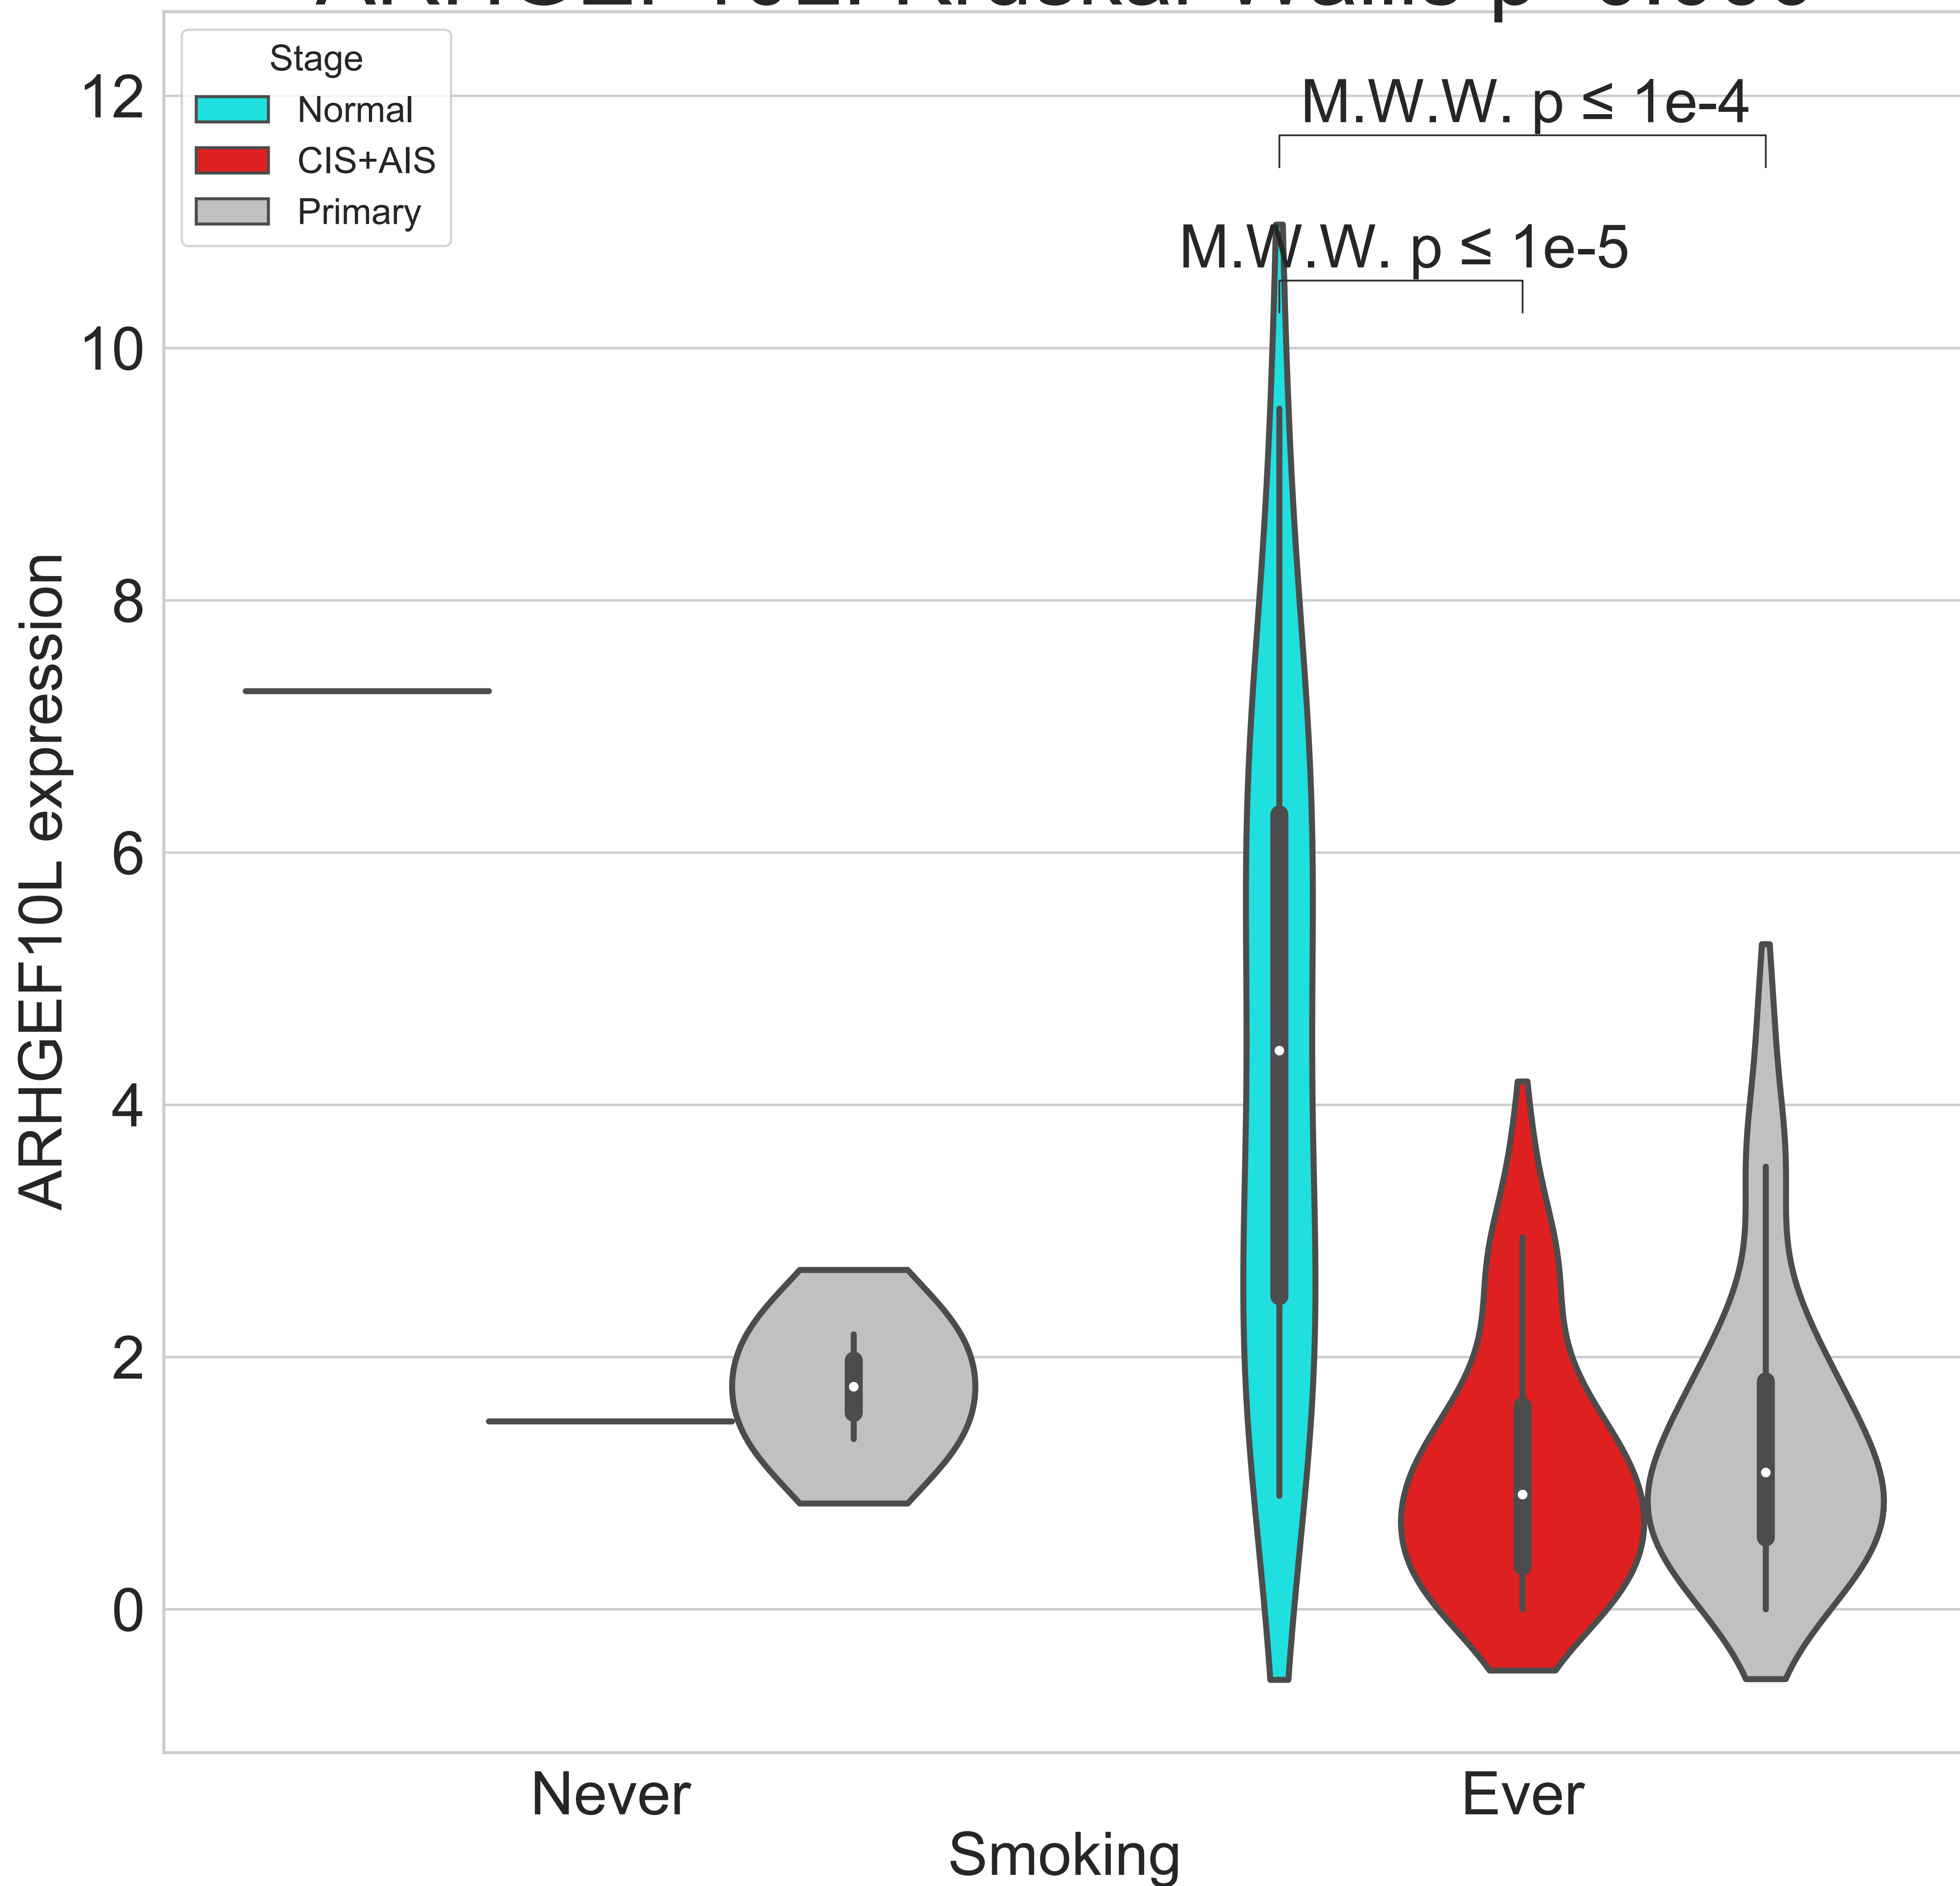 Stage
Normal
CIS+AIS
Primary
M.W.W. p ≤ 1e-4
M.W.W. p ≤ 1e-5
12
10
8
6
4
2
0
ARHGEF10L expression
Never
Ever
Smoking